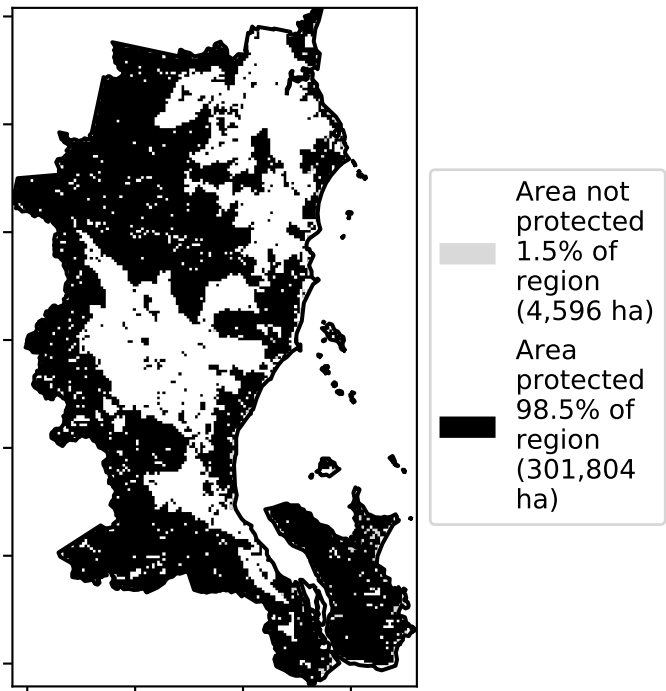 Area not
protected
1.5% of
region
(4,596 ha)
Area
protected
98.5% of
region
(301,804
ha)